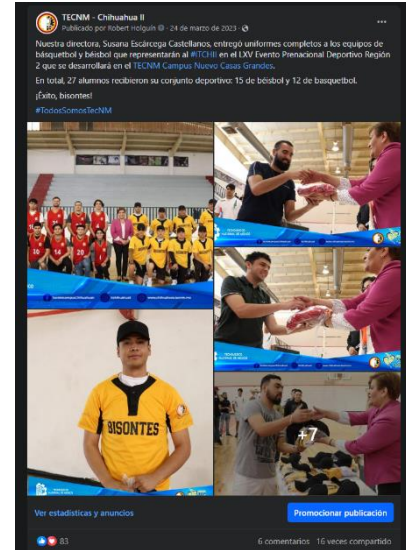 TECNM - Chihuahua II
Publicado por Robert Holguín · 24 de marzo de 2023 ·
Nuestra directora, Susana Escárcega Castellanos, entregó uniformes completos a los equipos de
básquetbol y béisbol que representarán al #ITCHII en el LXV Evento Prenacional Deportivo Región
2 que se desarrollará en el TECNM Campus Nuevo Casas Grandes.
En total, 27 alumnos recibieron su conjunto deportivo: 15 de béisbol y 12 de basquetbol.
¡Éxito, bisontes!
#TodosSomosTecNM
BISONTES
+7
Ver estadísticas y anuncios
Promocionar publicación
83
6 comentarios 16 veces compartido